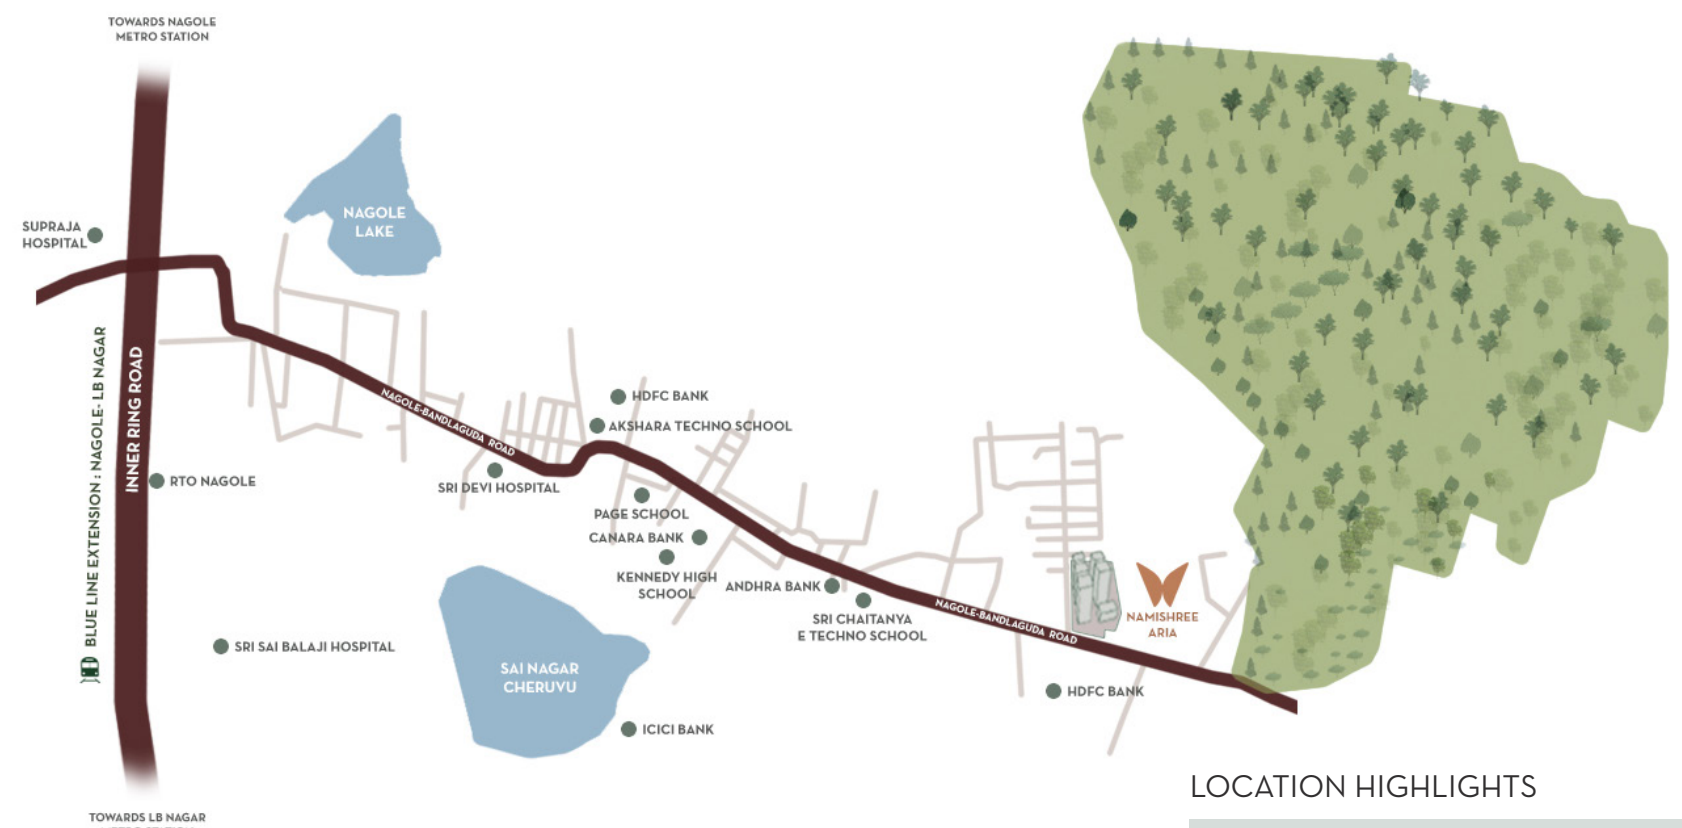 TOWARDS NAGOLE
METRO STATION
NAGOLE
LAKE
SUPRAJA
HOSPITAL
BLUE LINE EXTENSION : NAGOLE- LB NAGAR
INNER RING ROAD
NAGOLE-BANDLAGUDA ROAD
HDFC BANK
AKSHARA TECHNO SCHOOL
RTO NAGOLE
SRI DEVI HOSPITAL
PAGE SCHOOL
CANARA BANK
KENNEDY HIGH
SCHOOL
ANDHRA BANK
SRI CHAITANYA
E TECHNO SCHOOL
NAGOLE-BANDLAGUDA ROAD
NAMISHREE
ARIA
SRI SAI BALAJI HOSPITAL
SAI NAGAR
CHERUVU
HDFC BANK
ICICI BANK
LOCATION HIGHLIGHTS
TOWARDS LB NAGAR